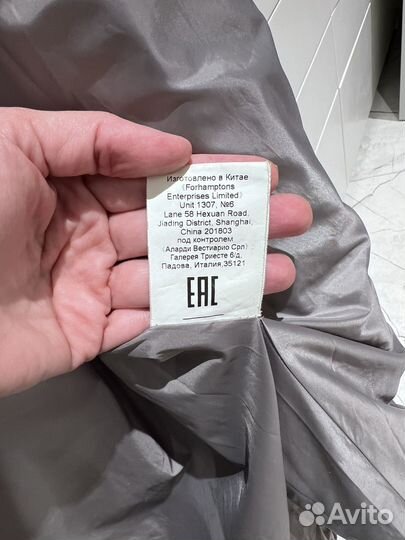 Изготовлено в Китае
(Forhamptons
Enterprises Limited)
Unit 1307, №6
Lane 58 Hexuan Road,
Jiading District, Shanghai,
China 201803
под контролем
(Аларди Вестиарио Срл)
Галерея Триесте 6/д,
Падова, Италия,35121
EAC
Avito